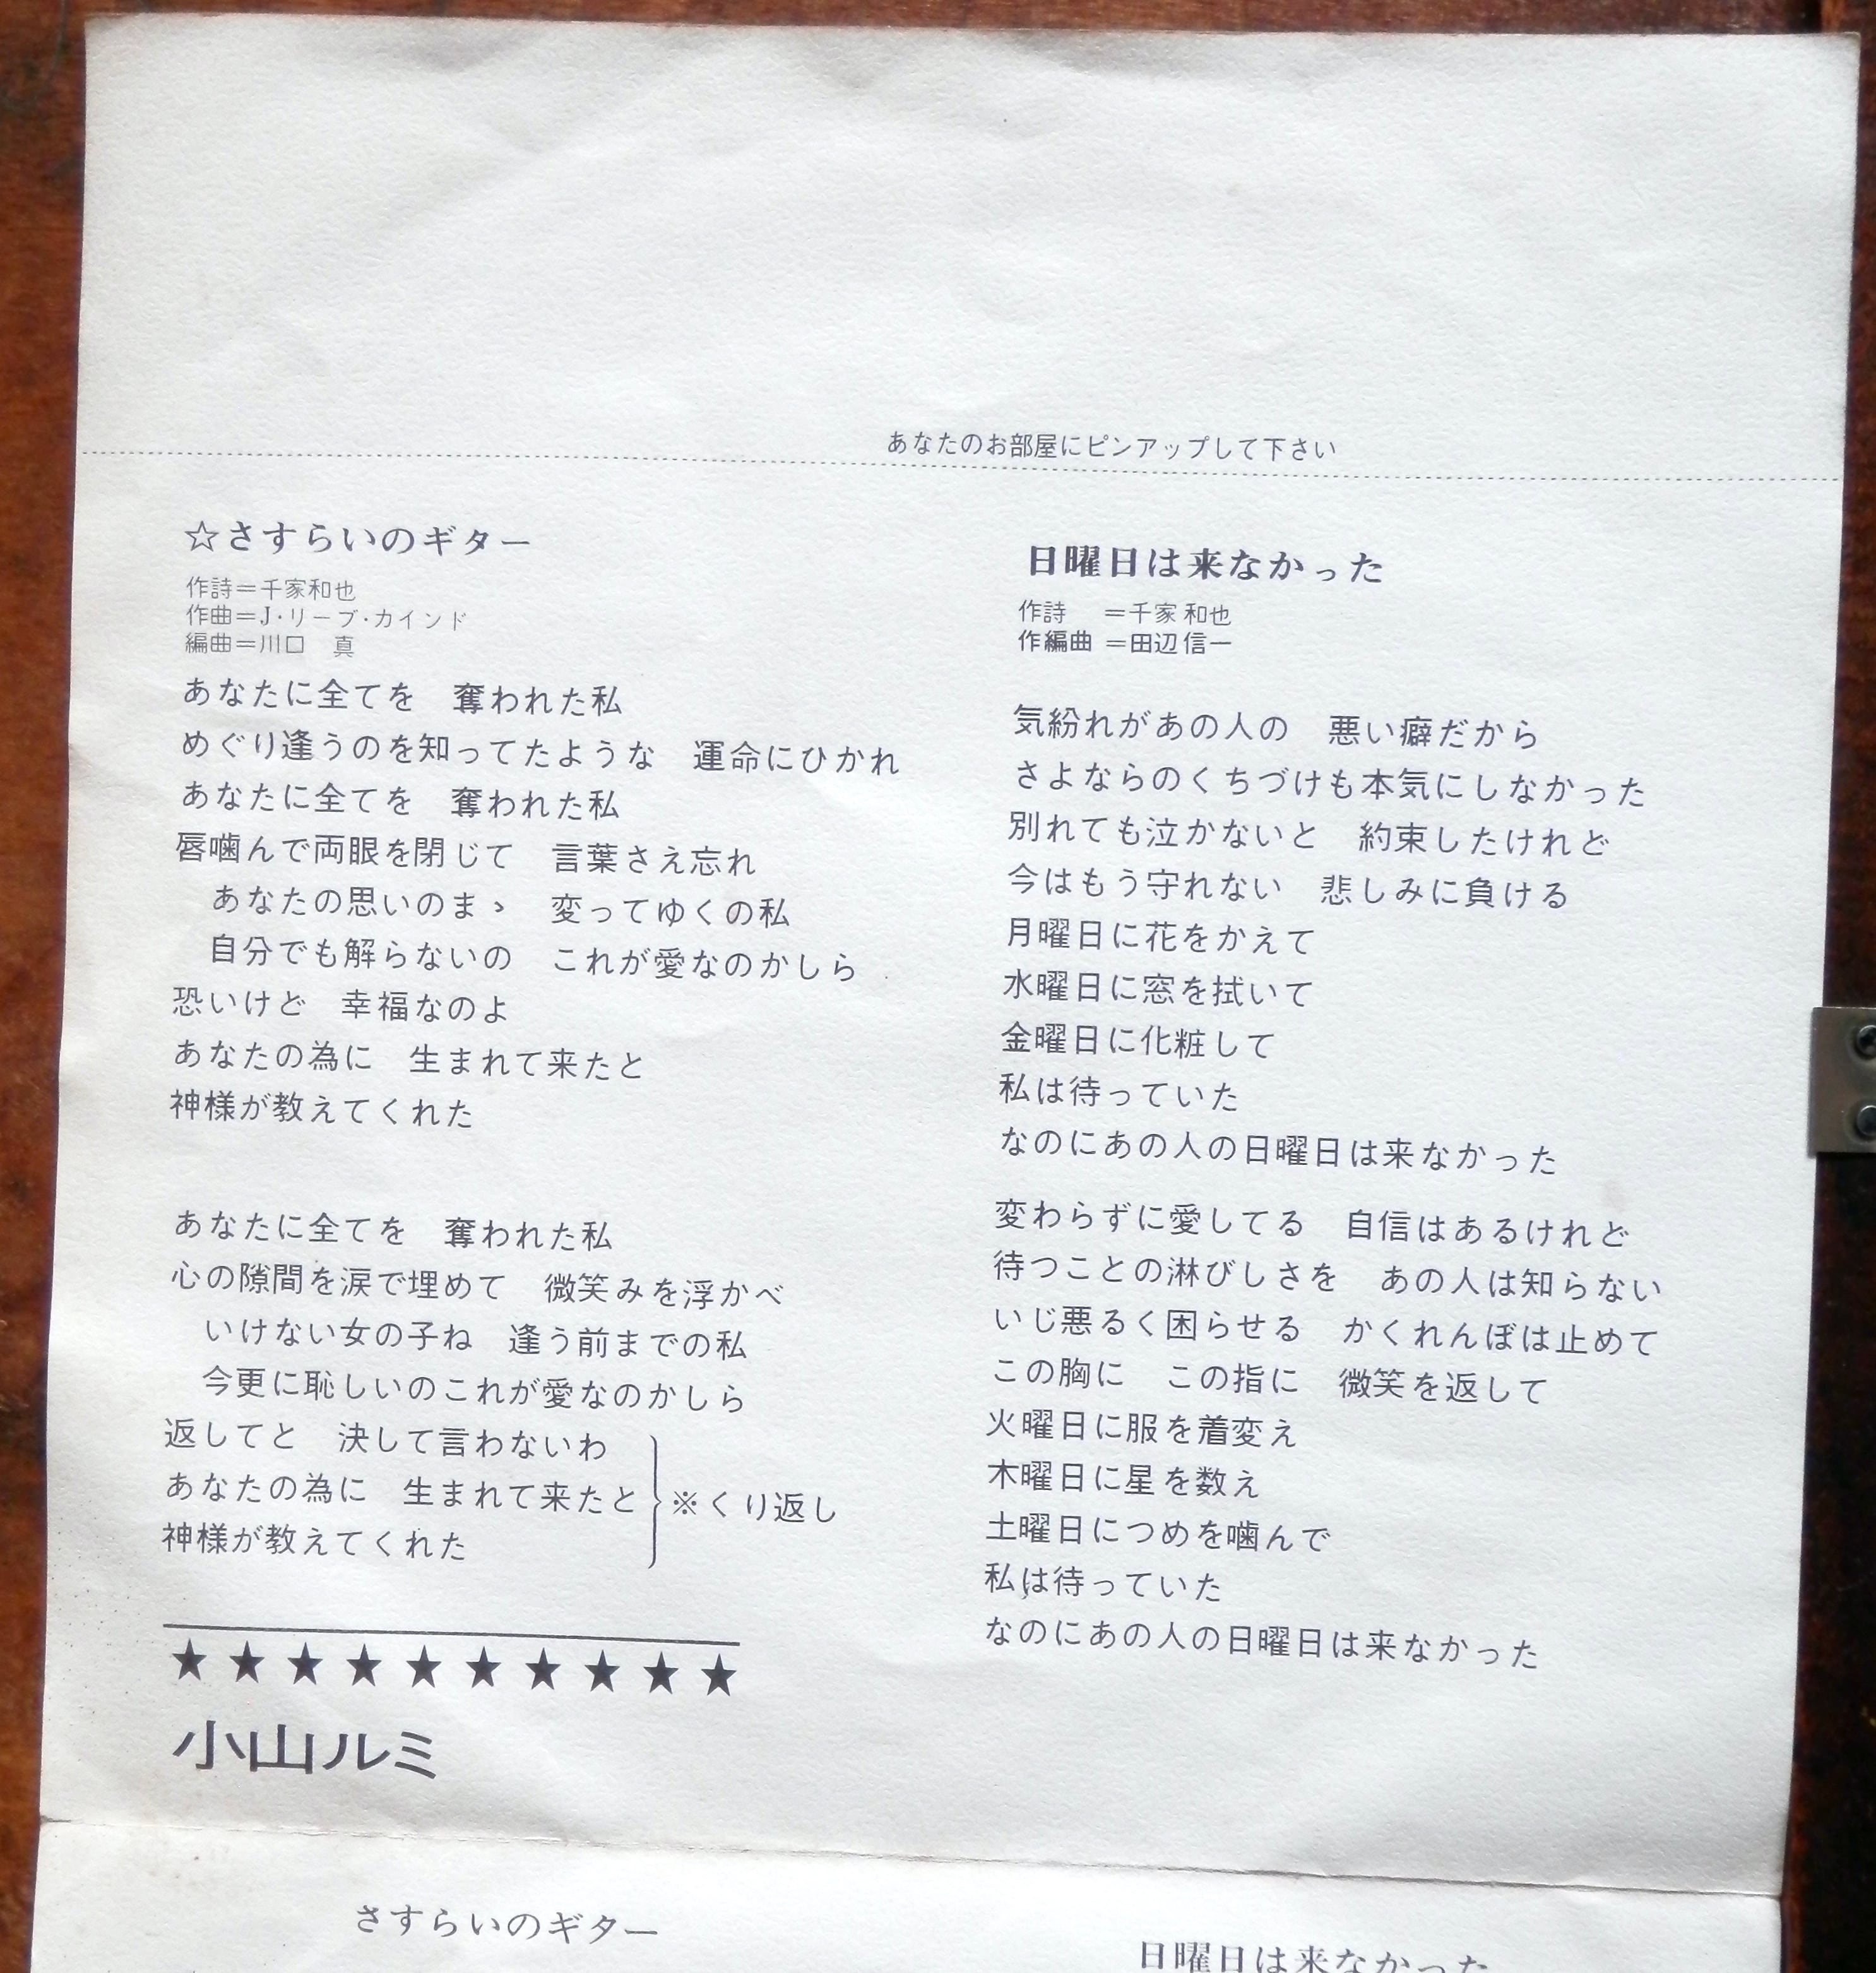 あなたのお部屋にピンアップして下さい
☆さすらいのギター
作詩＝千家和也
作曲＝J・リーブ・カインド
編曲＝川口　真
あなたに全てを　奪われた私
めぐり逢うのを知ってたような　運命にひかれ
あなたに全てを　奪われた私
唇噛んで両眼を閉じて　言葉さえ忘れ
あなたの思いのまゝ　変ってゆくの私
自分でも解らないの　これが愛なのかしら
恐いけど　幸福なのよ
あなたの為に　生まれて来たと
神様が教えてくれた
あなたに全てを　奪われた私
心の隙間を涙で埋めて　微笑みを浮かべ
いけない女の子ね　逢う前までの私
今更に恥しいのこれが愛なのかしら
返してと　決して言わないわ
あなたの為に　生まれて来たと ※くり返し
神様が教えてくれた
★★★★★★★★★★
小山ルミ
日曜日は来なかった
作詩　＝千家和也
作編曲＝田辺信一
気紛れがあの人の　悪い癖だから
さよならのくちづけも本気にしなかった
別れても泣かないと　約束したけれど
今はもう守れない　悲しみに負ける
月曜日に花をかえて
水曜日に窓を拭いて
金曜日に化粧して
私は待っていた
なのにあの人の日曜日は来なかった
変わらずに愛してる　自信はあるけれど
待つことの淋びしさを　あの人は知らない
いじ悪るく困らせる　かくれんぼは止めて
この胸に　この指に　微笑を返して
火曜日に服を着変え
木曜日に星を数え
土曜日につめを噛んで
私は待っていた
なのにあの人の日曜日は来なかった
さすらいのギター
日曜日は来なかった